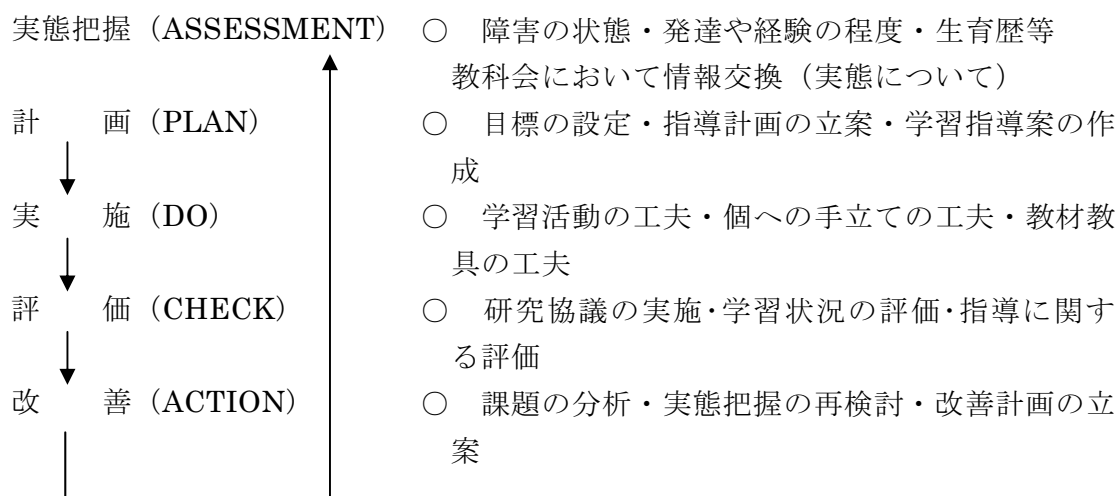 実態把握（ASSESSMENT） ○ 障害の状態・発達や経験の程度・生育歴等
教科会において情報交換（実態について）
計　　画（PLAN） ○ 目標の設定・指導計画の立案・学習指導案の作
成
実　　施（DO） ○ 学習活動の工夫・個への手立ての工夫・教材教
具の工夫
評　　価（CHECK） ○ 研究協議の実施・学習状況の評価・指導に関す
る評価
改　　善（ACTION） ○ 課題の分析・実態把握の再検討・改善計画の立
案